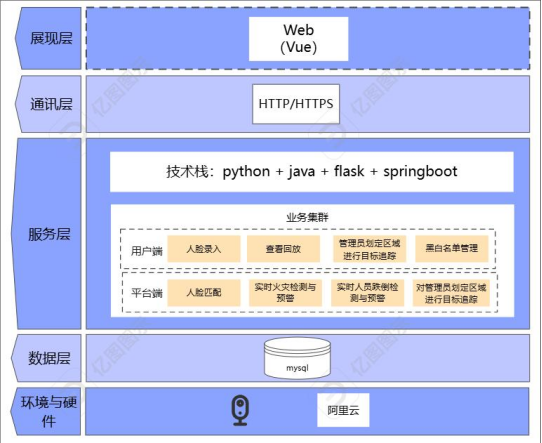 展现层
Web
(Vue)
通讯层
HTTP/HTTPS
服务层
技术栈：python + java + flask + springboot
业务集群
用户端
人脸录入
查看回放
管理员划定区域
进行目标追踪
黑白名单管理
平台端
人脸匹配
实时火灾检测与
预警
实时人员跌倒检
测与预警
对管理员划定区域
进行目标追踪
数据层
mysql
环境与硬
件
阿里云